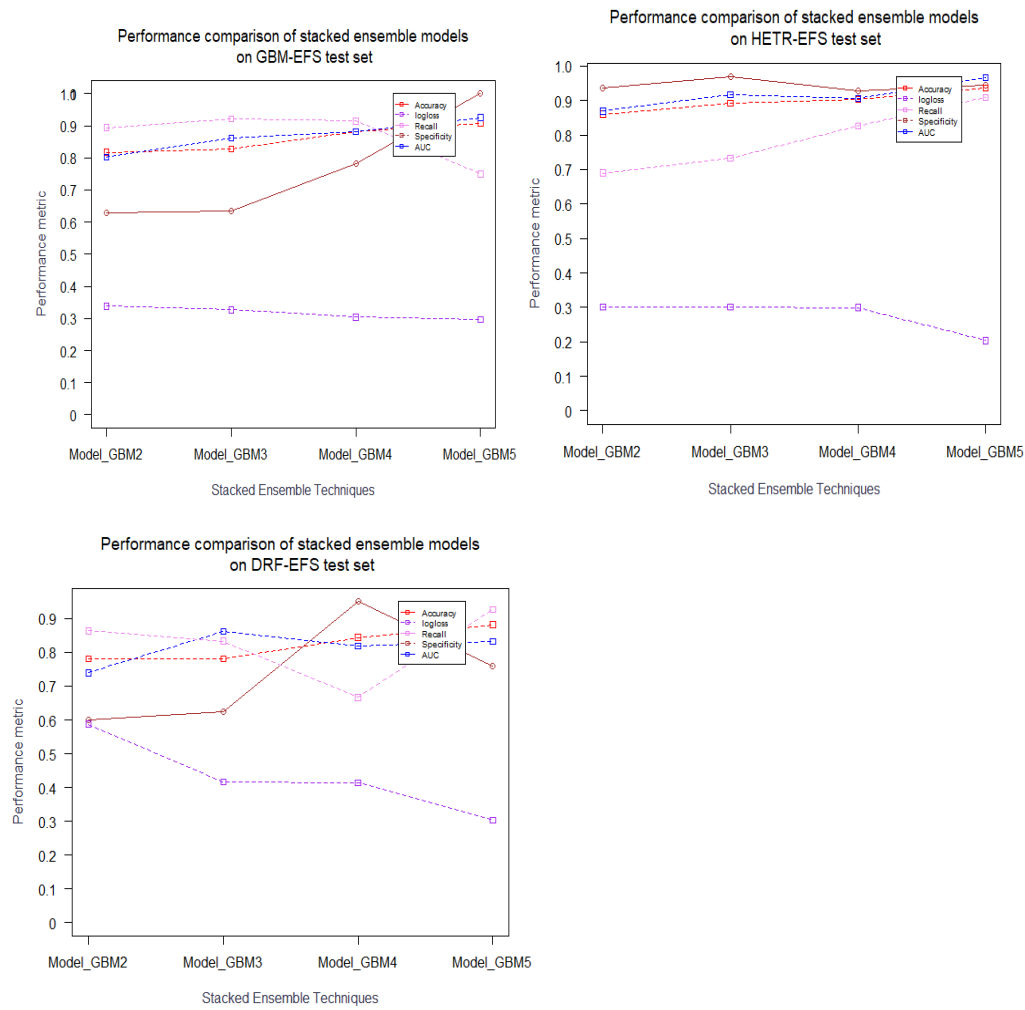 Performance comparison of stacked ensemble models
on GBM-EFS test set
1.0
0.9
0.8
0.7
0.6
0.5
0.4
0.3
0.2
0.1
0
Performance metric
Accuracy
logloss
Recall
Specificity
AUC
Model_GBM2
Model_GBM3
Model_GBM4
Model_GBM5
Stacked Ensemble Techniques
Performance comparison of stacked ensemble models
on HETR-EFS test set
1.0
0.9
0.8
0.7
0.6
0.5
0.4
0.3
0.2
0.1
0
Performance metric
Accuracy
logloss
Recall
Specificity
AUC
Model_GBM2
Model_GBM3
Model_GBM4
Model_GBM5
Stacked Ensemble Techniques
Performance comparison of stacked ensemble models
on DRF-EFS test set
0.9
0.8
0.7
0.6
0.5
0.4
0.3
0.2
0.1
0
Performance metric
Accuracy
logloss
Recall
Specificity
AUC
Model_GBM2
Model_GBM3
Model_GBM4
Model_GBM5
Stacked Ensemble Techniques